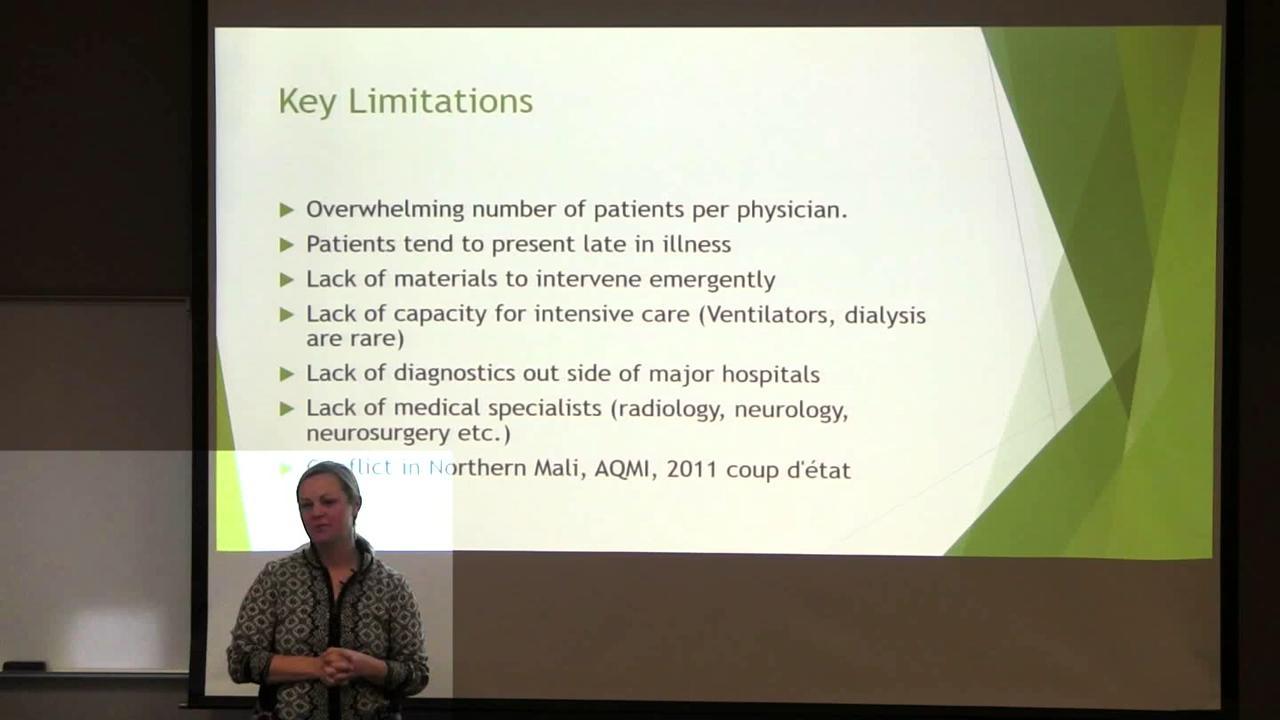 Key Limitations
Overwhelming number of patients per physician.
Patients tend to present late in illness
Lack of materials to intervene emergently
Lack of capacity for intensive care (Ventilators, dialysis
are rare)
Lack of diagnostics out side of major hospitals
Lack of medical specialists (radiology, neurology,
neurosurgery etc.)
Conflict in Northern Mali, AQMI, 2011 coup d'état